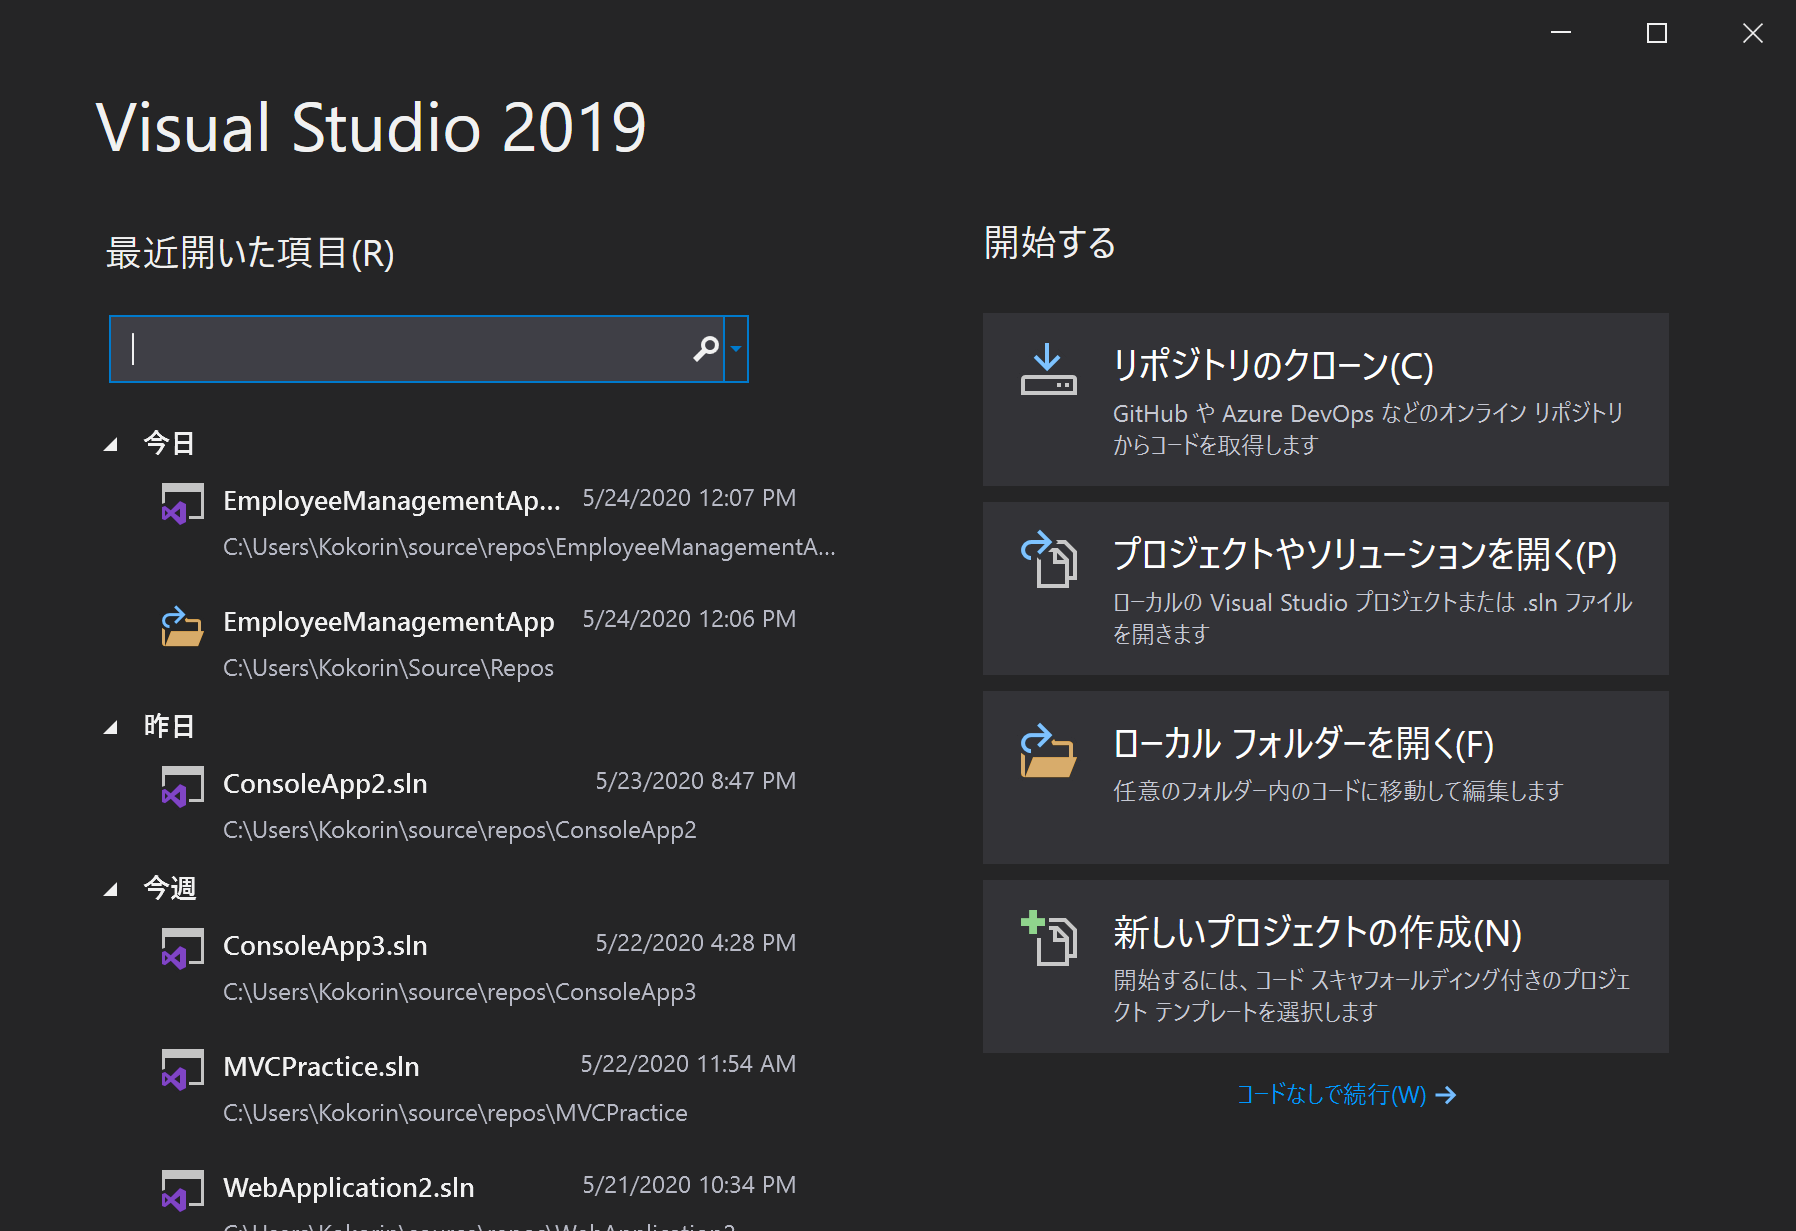 Visual Studio 2019
最近開いた項目(R)
今日
EmployeeManagementAp... 5/24/2020 12:07 PM
C:\Users\Kokorin\source\repos\EmployeeManagementA...
EmployeeManagementApp 5/24/2020 12:06 PM
C:\Users\Kokorin\Source\Repos
昨日
ConsoleApp2.sln 5/23/2020 8:47 PM
C:\Users\Kokorin\source\repos\ConsoleApp2
今週
ConsoleApp3.sln 5/22/2020 4:28 PM
C:\Users\Kokorin\source\repos\ConsoleApp3
MVCPractice.sln 5/22/2020 11:54 AM
C:\Users\Kokorin\source\repos\MVCPractice
WebApplication2.sln 5/21/2020 10:34 PM
C:\Users\Kokorin\source\repos\WebApplication2
開始する
リポジトリのクローン(C)
GitHub や Azure DevOps などのオンライン リポジトリ
からコードを取得します
プロジェクトやソリューションを開く(P)
ローカルの Visual Studio プロジェクトまたは .sln ファイル
を開きます
ローカル フォルダーを開く(F)
任意のフォルダー内のコードに移動して編集します
新しいプロジェクトの作成(N)
開始するには、コード スキャフォールディング付きのプロジェ
クト テンプレートを選択します
コードなしで続行(W)